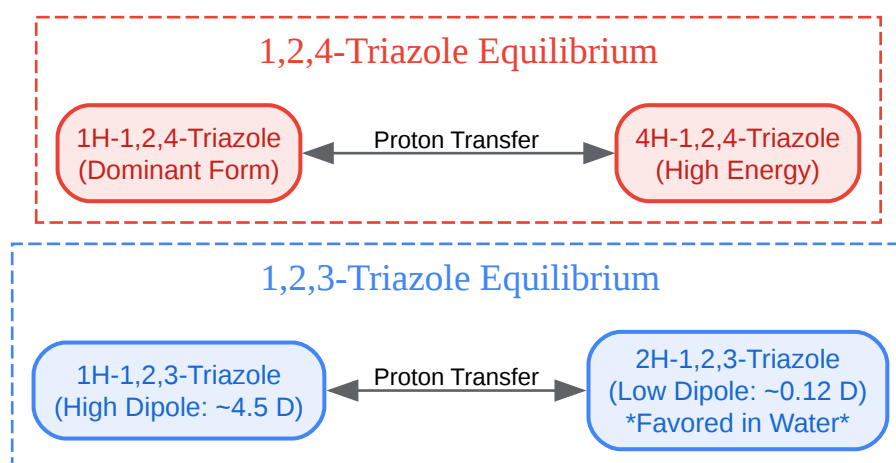 1,2,4-Triazole Equilibrium
1H-1,2,4-Triazole
(Dominant Form)
Proton Transfer
4H-1,2,4-Triazole
(High Energy)
1,2,3-Triazole Equilibrium
1H-1,2,3-Triazole
(High Dipole: ~4.5 D)
Proton Transfer
2H-1,2,3-Triazole
(Low Dipole: ~0.12 D)
*Favored in Water*